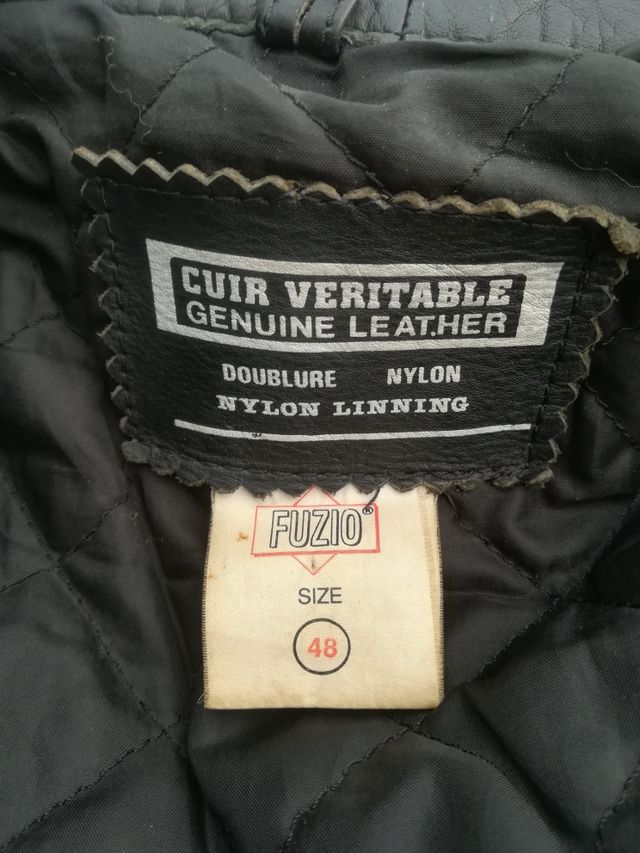 CUIR VERITABLE
GENUINE LEAT.HER
DOUBLURE NYLON
NYLON LINNING
FUZIO®
SIZE
48